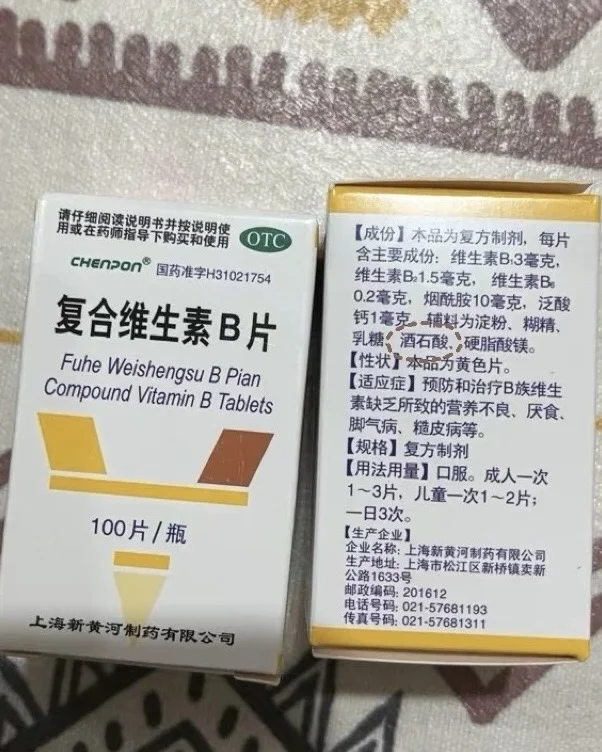 请仔细阅读说明书并按说明使
用或在药师指导下购买和使用
OTC
CHENPON® 国药准字H31021754
复合维生素B片
Fuhe Weishengsu B Pian
Compound Vitamin B Tablets
100片/瓶
上海新黄河制药有限公司
【成份】本品为复方制剂，每片
含主要成份：维生素B₁3毫克，
维生素B₂1.5毫克， 维生素B₆
0.2毫克，烟酰胺10毫克，泛酸
钙1毫克。辅料为淀粉、糊精、
乳糖、酒石酸、硬脂酸镁。
【性状】本品为黄色片。
【适应症】预防和治疗B族维生
素缺乏所致的营养不良、厌食、
脚气病、糙皮病等。
【规格】复方制剂
【用法用量】口服。成人一次
1～3片，儿童一次1～2片；
一日3次。
【生产企业】
企业名称: 上海新黄河制药有限公司
生产地址: 上海市松江区新桥镇卖新
公路1633号
邮政编码: 201612
电话号码: 021-57681193
传真号码: 021-57681311